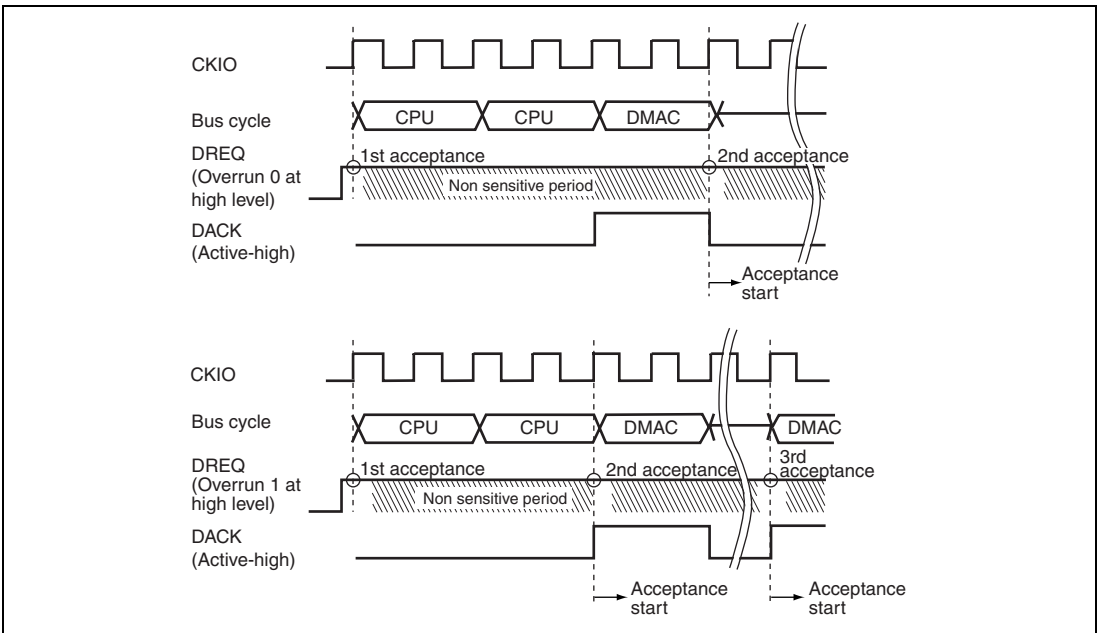 CKIO
Bus cycle
CPU CPU DMAC
DREQ
(Overrun 0 at
high level)
1st acceptance
2nd acceptance
Non sensitive period
DACK
(Active-high)
Acceptance
start
CKIO
Bus cycle
CPU CPU DMAC DMAC
DREQ
(Overrun 1 at
high level)
1st acceptance
2nd acceptance
3rd
acceptance
Non sensitive period
DACK
(Active-high)
Acceptance
start
Acceptance
start